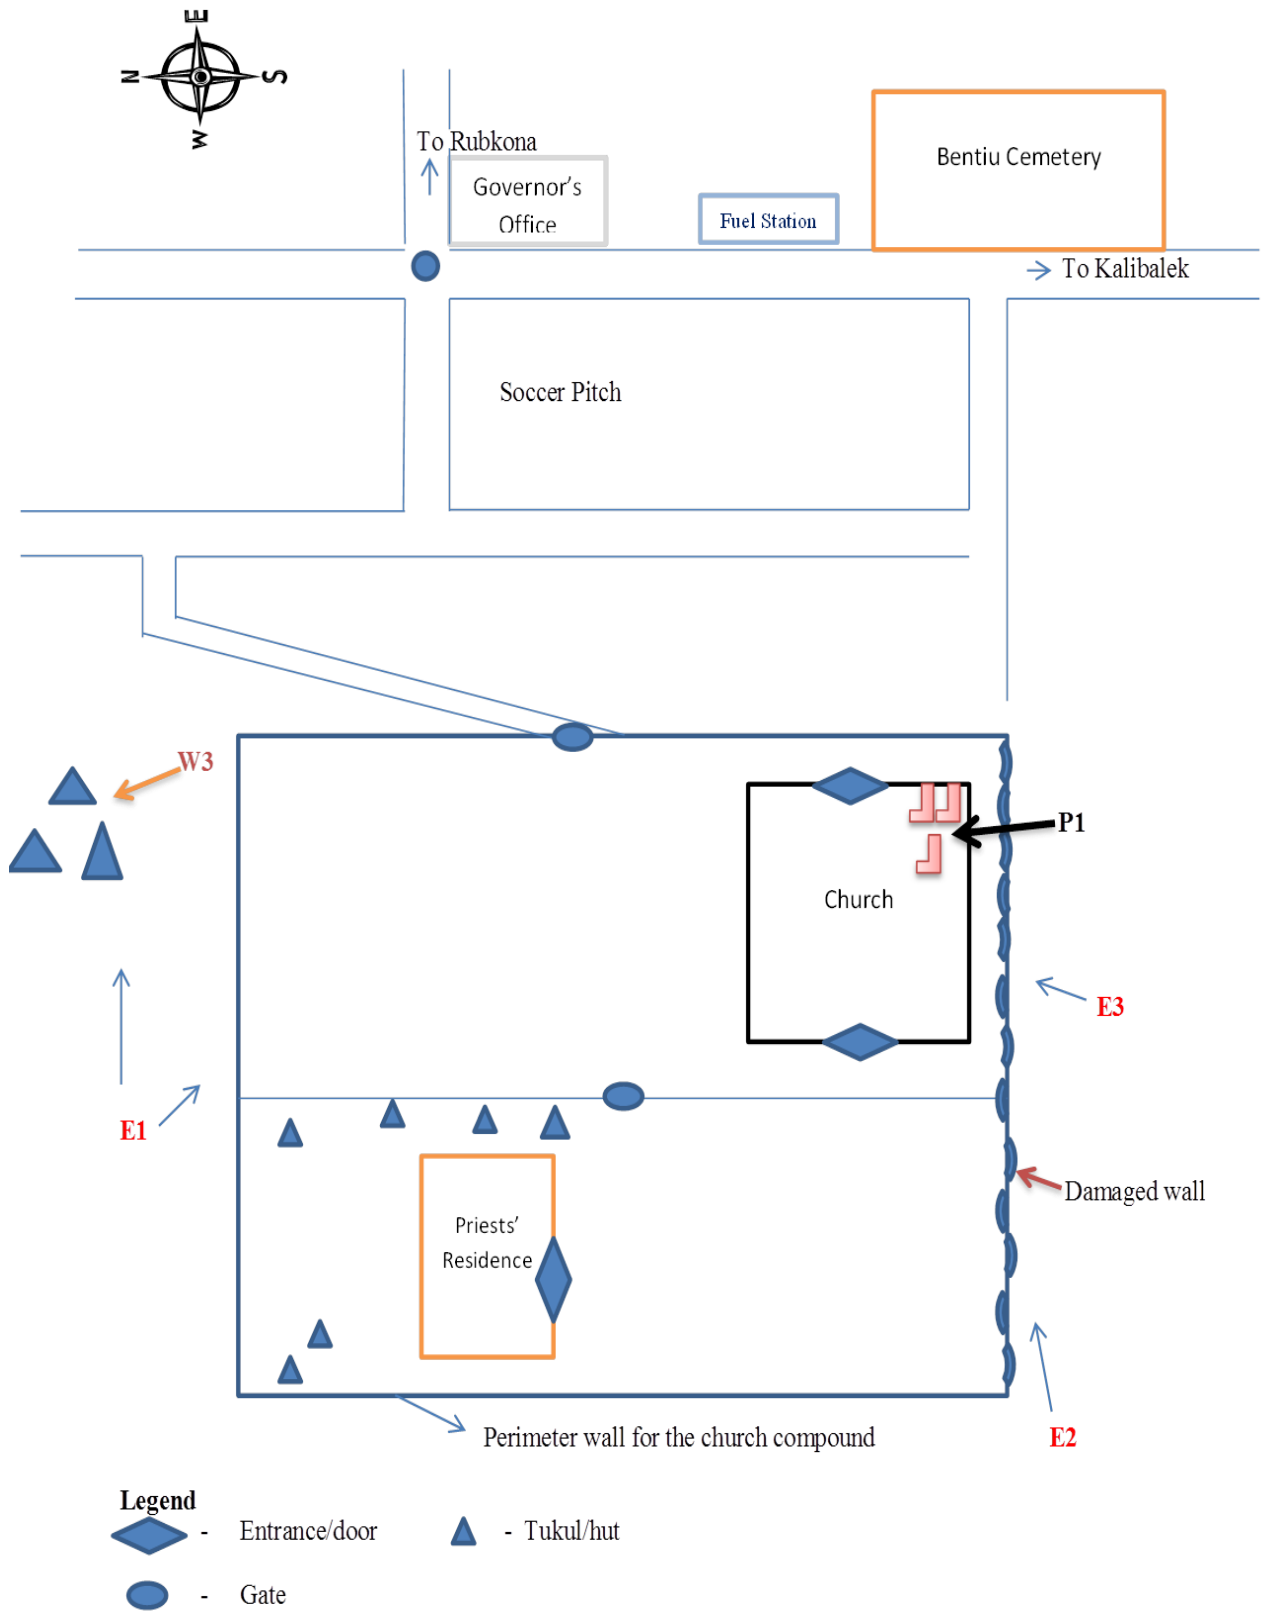 E
N
S
W
To Rubkona
Governor's
Office
Fuel Station
Bentiu Cemetery
To Kalibalek
Soccer Pitch
W3
P1
Church
E3
E1
Damaged wall
Priests'
Residence
E2
Perimeter wall for the church compound
Legend
- Entrance/door
- Tukul/hut
- Gate